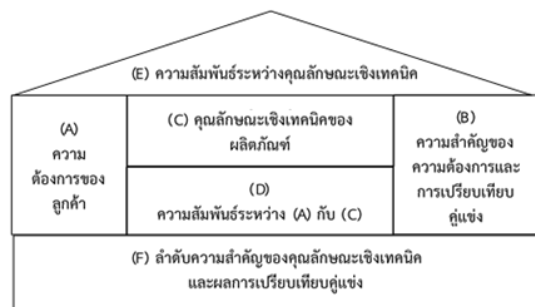 (E) ความสัมพันธ์ระหว่างคุณลักษณะเชิงเทคนิค
(A)
ความ
ต้องการของ
ลูกค้า
(C) คุณลักษณะเชิงเทคนิคของ
ผลิตภัณฑ์
(D)
ความสัมพันธ์ระหว่าง (A) กับ (C)
(B)
ความสำคัญของ
ความต้องการและ
การเปรียบเทียบ
คู่แข่ง
(F) ลำดับความสำคัญของคุณลักษณะเชิงเทคนิค
และผลการเปรียบเทียบคู่แข่ง